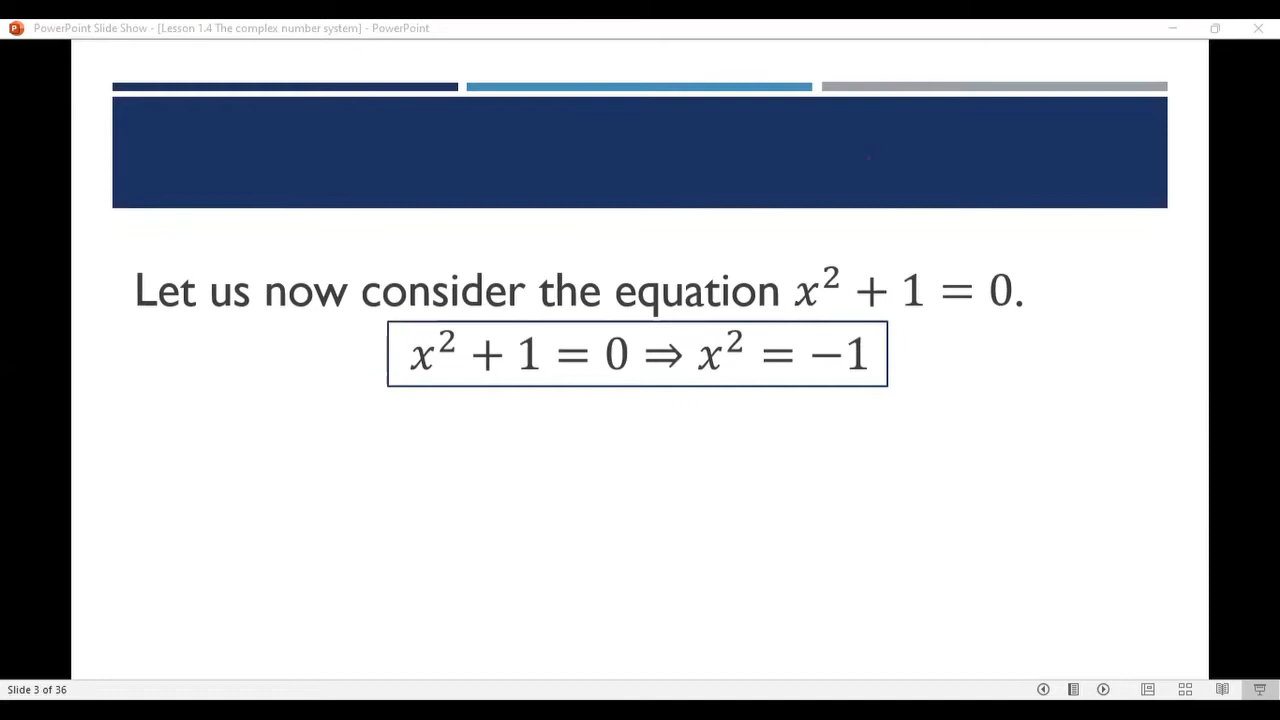 PowerPoint Slide Show - [Lesson 1.4 The complex number system] - PowerPoint
Let us now consider the equation x² + 1 = 0.
x² + 1 = 0 ⇒ x² = −1
Slide 3 of 36